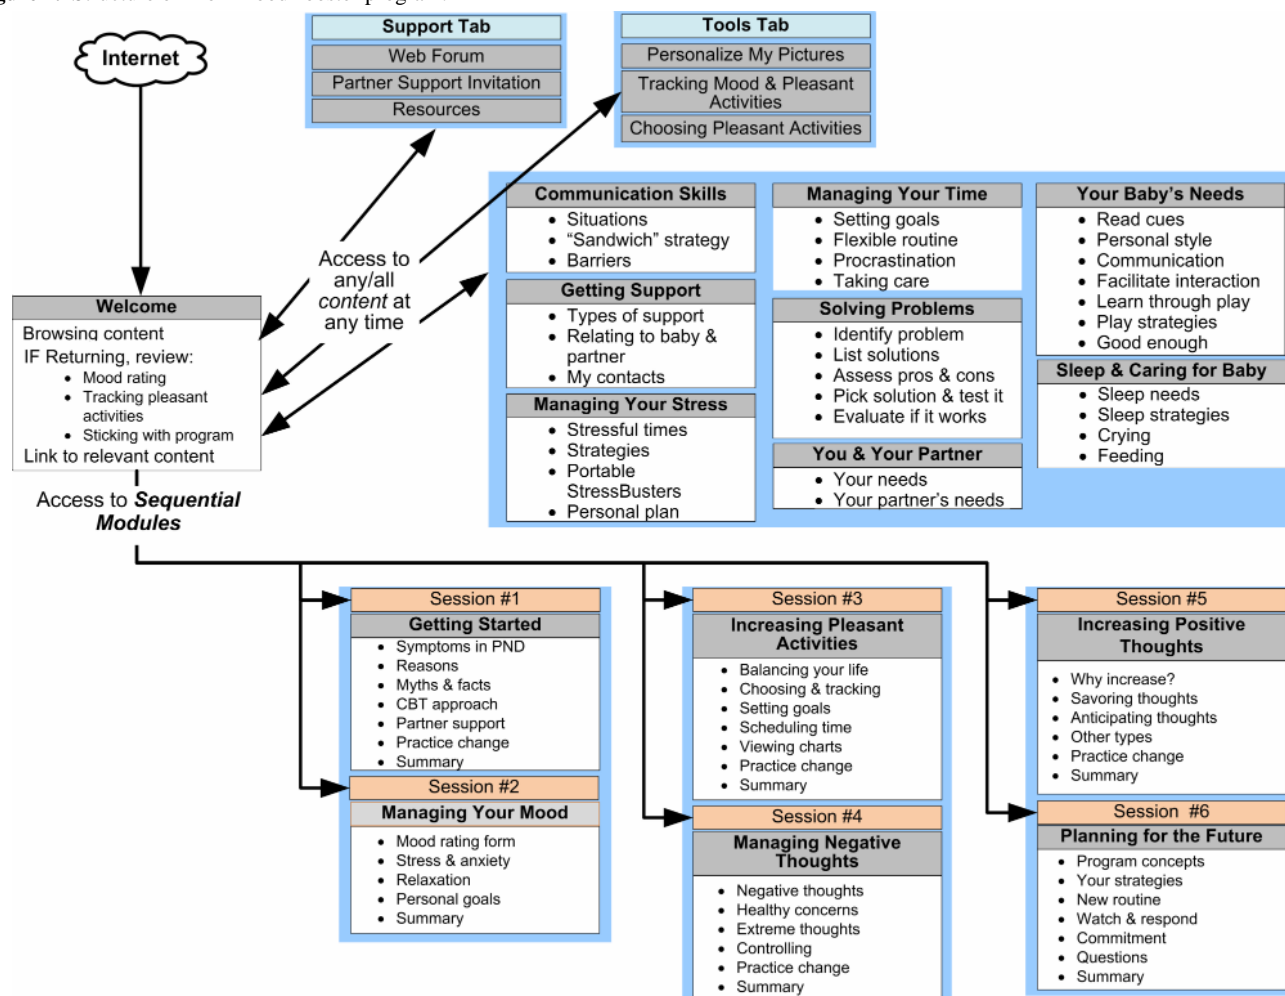 Internet
Support Tab
Web Forum
Partner Support Invitation
Resources
Tools Tab
Personalize My Pictures
Tracking Mood & Pleasant
Activities
Choosing Pleasant Activities
Access to
any/all
content at
any time
Welcome
Browsing content
IF Returning, review:
• Mood rating
• Tracking pleasant
activities
• Sticking with program
Link to relevant content
Communication Skills
• Situations
• “Sandwich” strategy
• Barriers
Getting Support
• Types of support
• Relating to baby &
partner
• My contacts
Managing Your Stress
• Stressful times
• Strategies
• Portable
StressBusters
• Personal plan
Managing Your Time
• Setting goals
• Flexible routine
• Procrastination
• Taking care
Solving Problems
• Identify problem
• List solutions
• Assess pros & cons
• Pick solution & test it
• Evaluate if it works
You & Your Partner
• Your needs
• Your partner’s needs
Your Baby’s Needs
• Read cues
• Personal style
• Communication
• Facilitate interaction
• Learn through play
• Play strategies
• Good enough
Sleep & Caring for Baby
• Sleep needs
• Sleep strategies
• Crying
• Feeding
Access to Sequential
Modules
Session #1
Getting Started
• Symptoms in PND
• Reasons
• Myths & facts
• CBT approach
• Partner support
• Practice change
• Summary
Session #2
Managing Your Mood
• Mood rating form
• Stress & anxiety
• Relaxation
• Personal goals
• Summary
Session #3
Increasing Pleasant
Activities
• Balancing your life
• Choosing & tracking
• Setting goals
• Scheduling time
• Viewing charts
• Practice change
• Summary
Session #4
Managing Negative
Thoughts
• Negative thoughts
• Healthy concerns
• Extreme thoughts
• Controlling
• Practice change
• Summary
Session #5
Increasing Positive
Thoughts
• Why increase?
• Savoring thoughts
• Anticipating thoughts
• Other types
• Practice change
• Summary
Session #6
Planning for the Future
• Program concepts
• Your strategies
• New routine
• Watch & respond
• Commitment
• Questions
• Summary